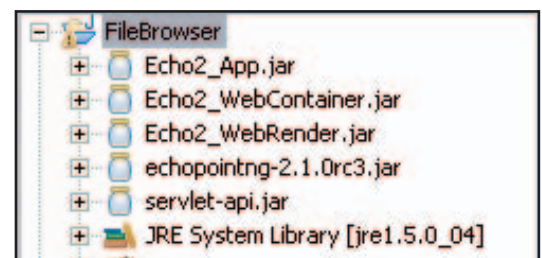 FileBrowser
Echo2_App.jar
Echo2_WebContainer.jar
Echo2_WebRender.jar
echopointng-2.1.0rc3.jar
servlet-api.jar
JRE System Library [jre1.5.0_04]